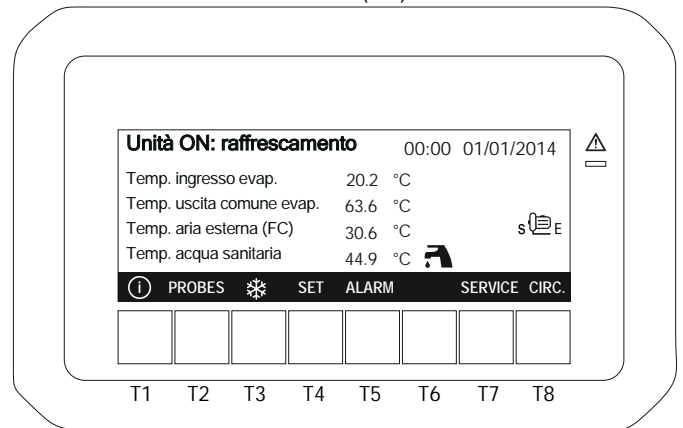 Unità ON: raffrescamento 00:00 01/01/2014
Temp. ingresso evap. 20.2 °C
Temp. uscita comune evap. 63.6 °C
Temp. aria esterna (FC) 30.6 °C S E
Temp. acqua sanitaria 44.9 °C
i PROBES SET ALARM SERVICE CIRC.
T1 T2 T3 T4 T5 T6 T7 T8